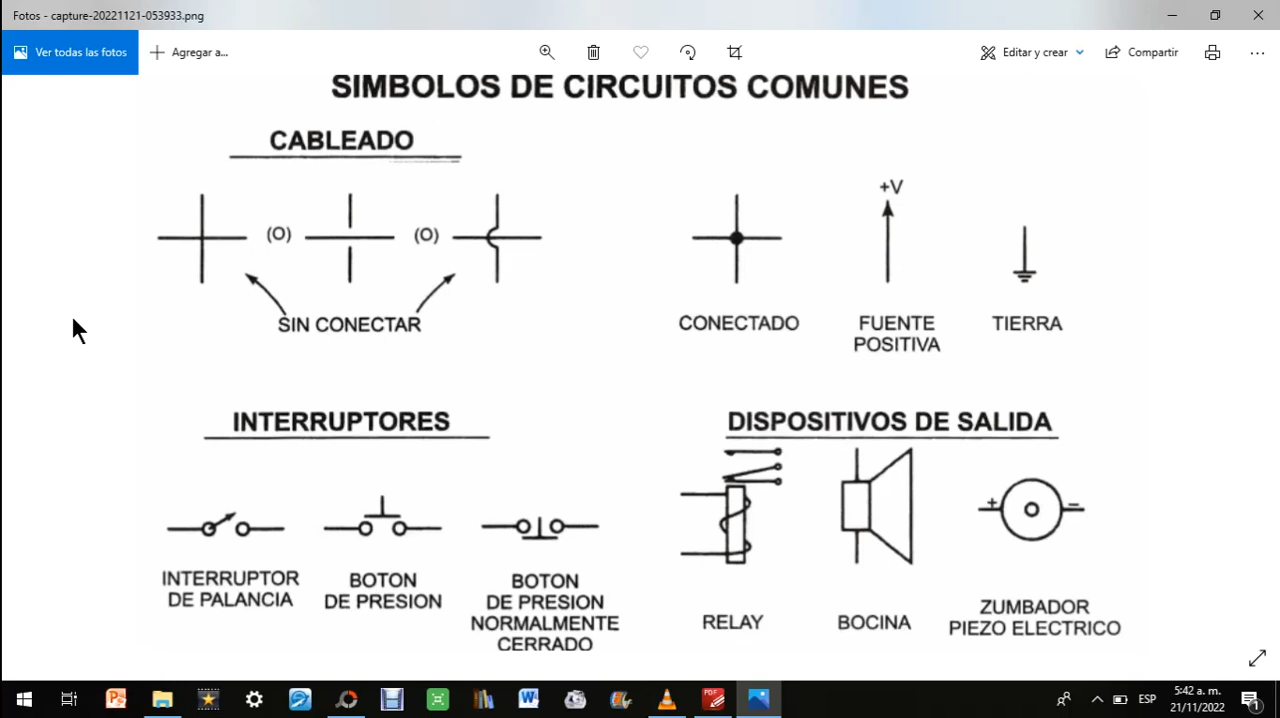 Fotos - capture-20221121-053933.png
Ver todas las fotos
Agregar a...
Editar y crear
Compartir
SIMBOLOS DE CIRCUITOS COMUNES
CABLEADO
(O)
(O)
SIN CONECTAR
CONECTADO
+V
FUENTE
POSITIVA
TIERRA
INTERRUPTORES
INTERRUPTOR
DE PALANCIA
BOTON
DE PRESION
BOTON
DE PRESION
NORMALMENTE
CERRADO
DISPOSITIVOS DE SALIDA
RELAY
BOCINA
+ −
ZUMBADOR
PIEZO ELECTRICO
ESP
5:42 a. m.
21/11/2022
1